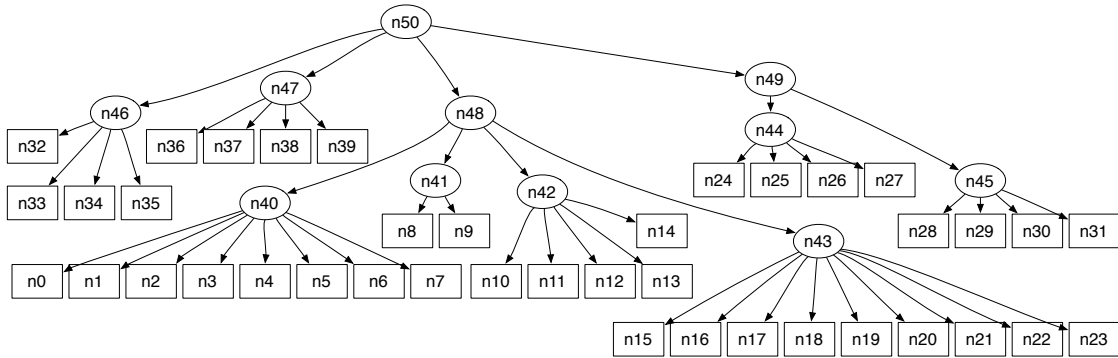 n50
n49
n47
n46 n48
n44
n32 n36 n37 n38 n39
n41 n24 n25 n26 n27 n45
n42
n33 n34 n35 n40
n8 n9 n14 n28 n29 n30 n31
n43
n0 n1 n2 n3 n4 n5 n6 n7 n10 n11 n12 n13
n15 n16 n17 n18 n19 n20 n21 n22 n23